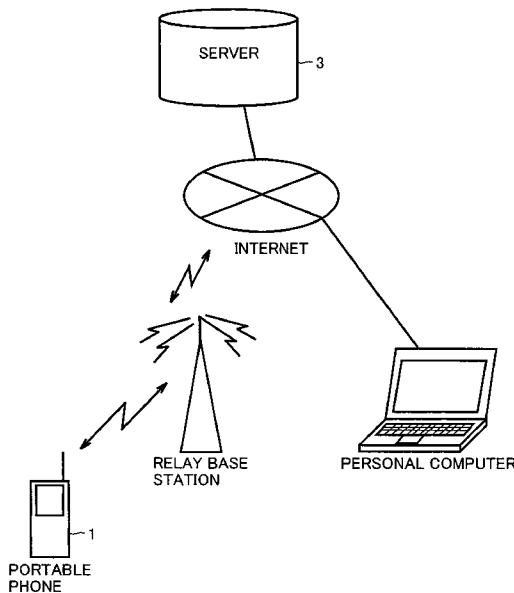 SERVER
3
INTERNET
RELAY BASE
STATION
PERSONAL COMPUTER
1
PORTABLE
PHONE